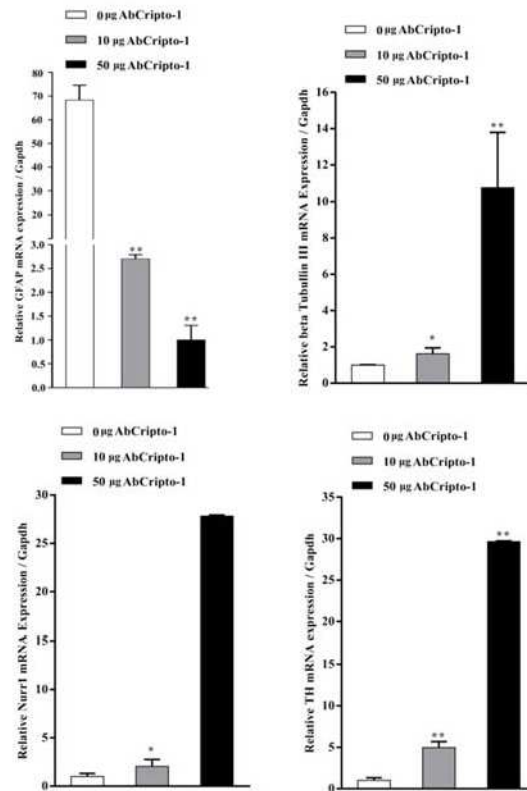 0 µg AbCripto-1
10 µg AbCripto-1
50 µg AbCripto-1
Relative GFAP mRNA expression / Gapdh
80
70
60
50
40
30
20
10
3.0
2.5
2.0
1.5
1.0
0.5
0.0
**
**
0 µg AbCripto-1
10 µg AbCripto-1
50 µg AbCripto-1
Relative beta Tubullin III mRNA Expression / Gapdh
16
14
12
10
8
6
4
2
0
*
**
0 µg AbCripto-1
10 µg AbCripto-1
50 µg AbCripto-1
Relative Nurr1 mRNA Expression / Gapdh
30
25
20
15
10
5
0
*
0 µg AbCripto-1
10 µg AbCripto-1
50 µg AbCripto-1
Relative TH mRNA expression / Gapdh
35
30
25
20
15
10
5
0
**
**